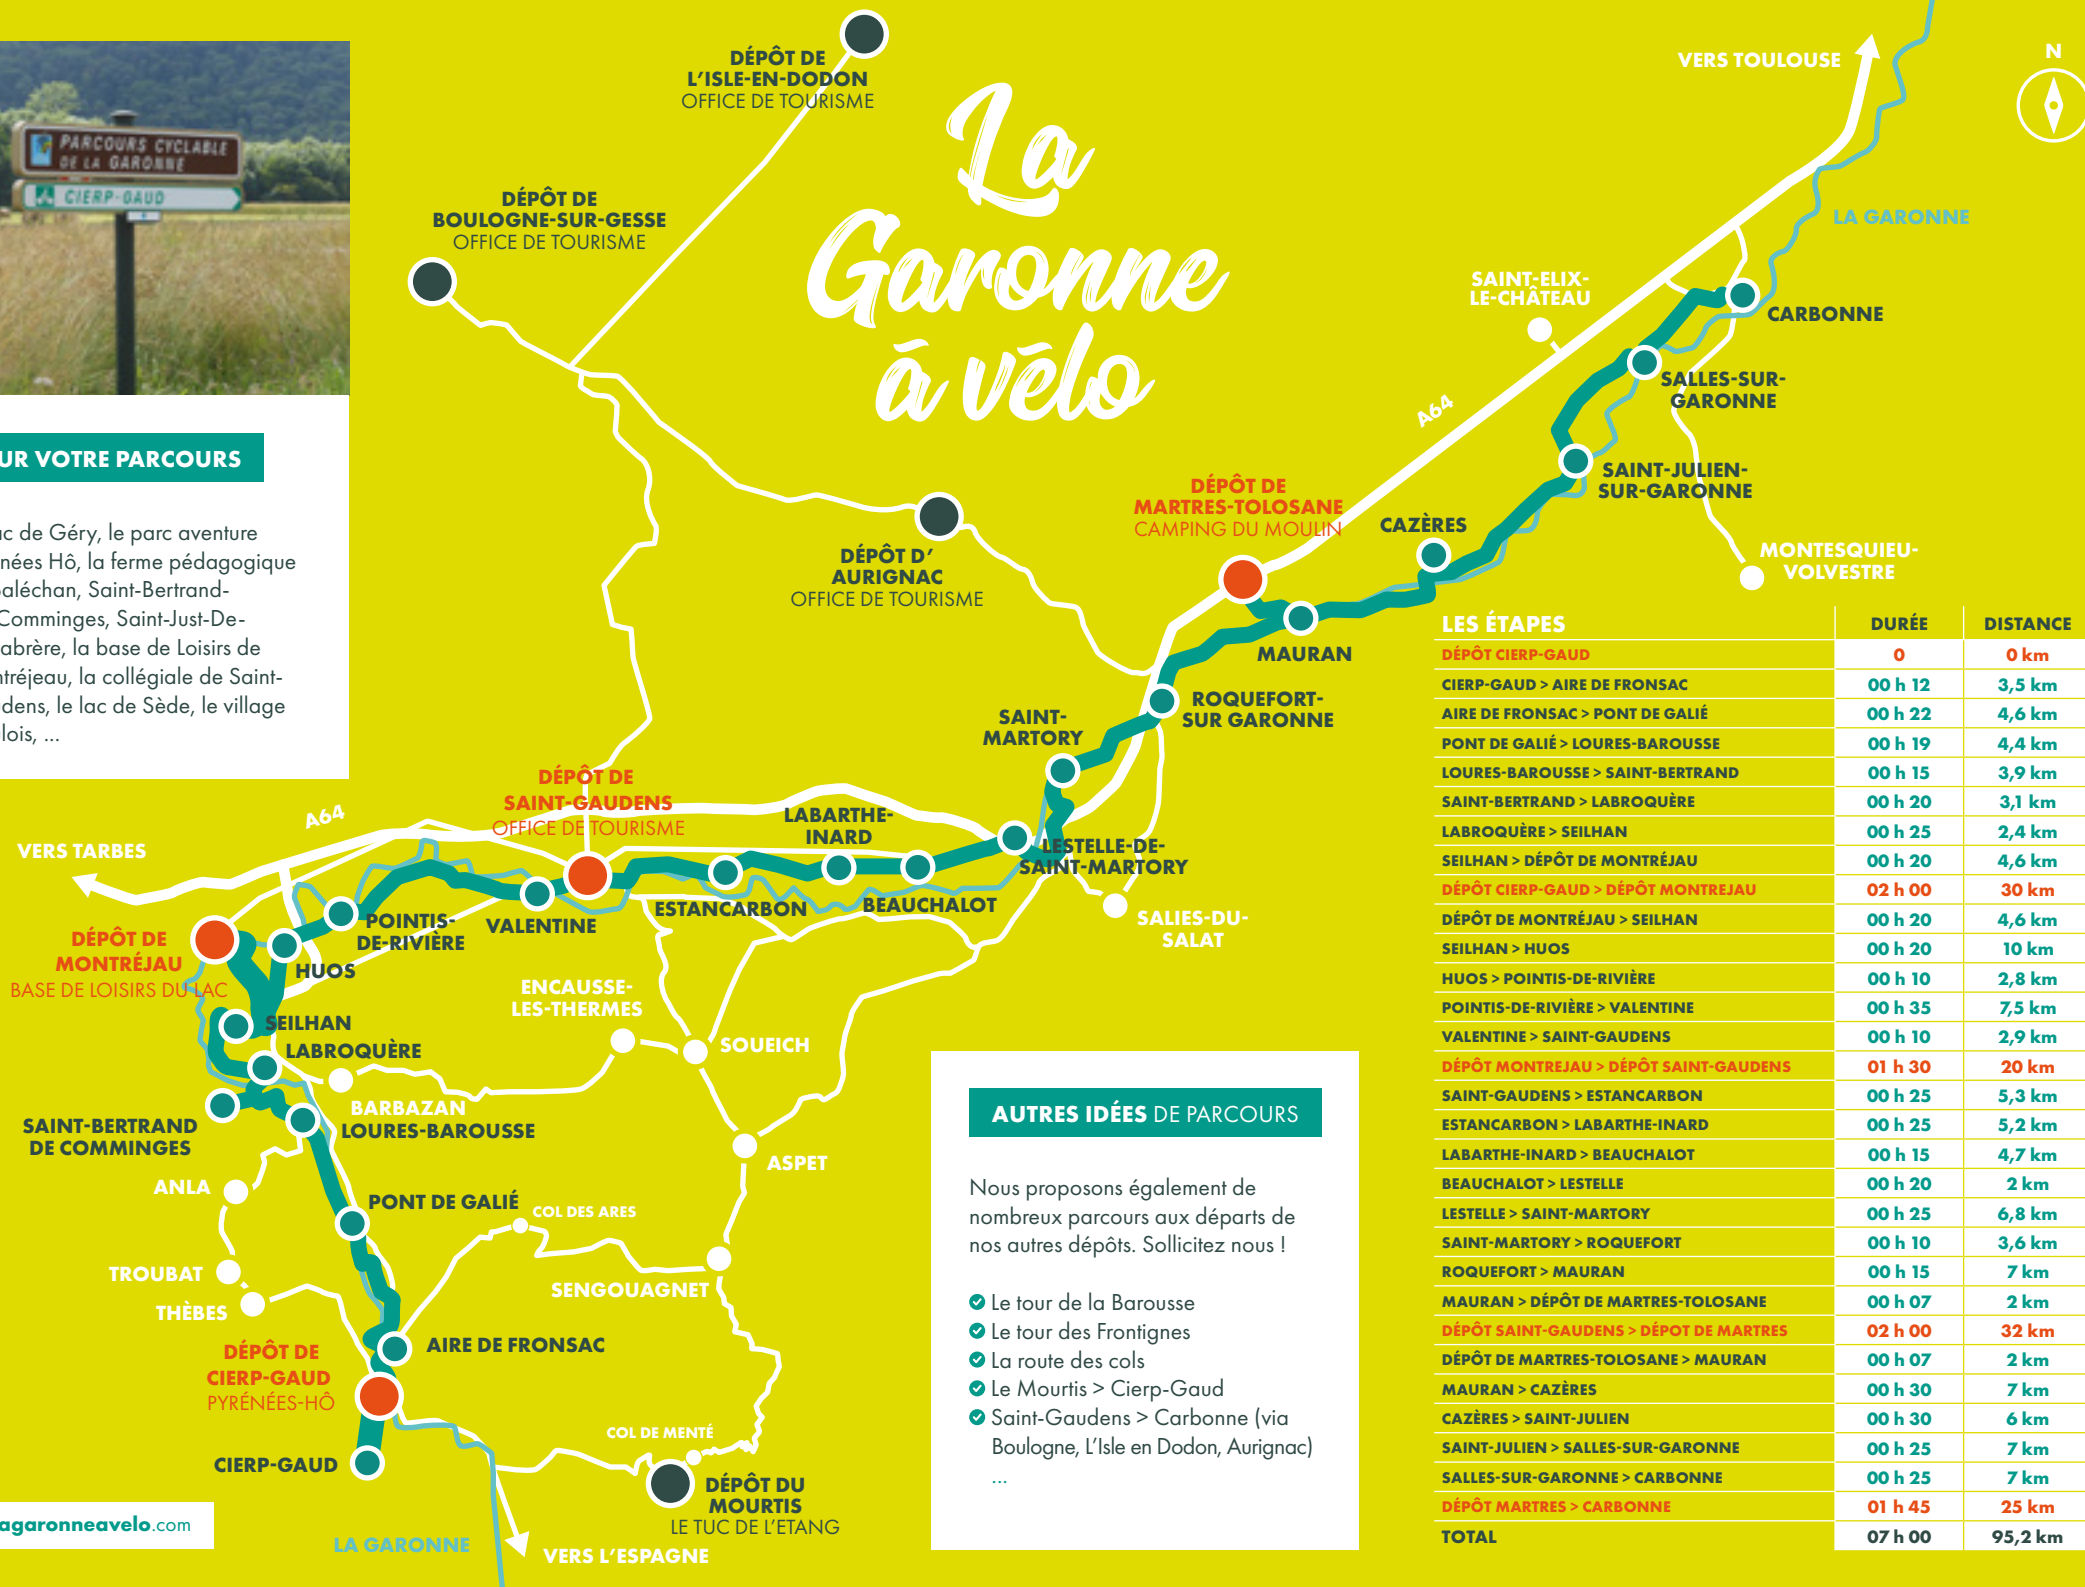 PARCOURS CYCLABLE
DE LA GARONNE
CIERP-GAUD
UR VOTRE PARCOURS
ac de Géry, le parc aventure
nées Hô, la ferme pédagogique
aléchan, Saint-Bertrand-
Comminges, Saint-Just-De-
abrère, la base de Loisirs de
ntréjeau, la collégiale de Saint-
dens, le lac de Sède, le village
lois, ...
La
Garonne
à vélo
DÉPÔT DE
L'ISLE-EN-DODON
OFFICE DE TOURISME
DÉPÔT DE
BOULOGNE-SUR-GESSE
OFFICE DE TOURISME
DÉPÔT D'
AURIGNAC
OFFICE DE TOURISME
VERS TOULOUSE
N
LA GARONNE
SAINT-ELIX-
LE-CHÂTEAU
CARBONNE
SALLES-SUR-
GARONNE
A64
SAINT-JULIEN-
SUR-GARONNE
DÉPÔT DE
MARTRES-TOLOSANE
CAMPING DU MOULIN
CAZÈRES
MONTESQUIEU-
VOLVESTRE
MAURAN
ROQUEFORT-
SUR GARONNE
SAINT-
MARTORY
DÉPÔT DE
SAINT-GAUDENS
OFFICE DE TOURISME
LABARTHE-
INARD
LESTELLE-DE-
SAINT-MARTORY
A64
VERS TARBES
ESTANCARBON
BEAUCHALOT
SALIES-DU-
SALAT
VALENTINE
POINTIS-
DE-RIVIÈRE
DÉPÔT DE
MONTRÉJAU
BASE DE LOISIRS DU LAC
HUOS
ENCAUSSE-
LES-THERMES
SOUEICH
SEILHAN
LABROQUÈRE
BARBAZAN
LOURES-BAROUSSE
SAINT-BERTRAND
DE COMMINGES
ASPET
ANLA
PONT DE GALIÉ
COL DES ARES
TROUBAT
THÈBES
SENGOUAGNET
AIRE DE FRONSAC
DÉPÔT DE
CIERP-GAUD
PYRÉNÉES-HÔ
COL DE MENTÉ
CIERP-GAUD
DÉPÔT DU
MOURTIS
LE TUC DE L'ETANG
LA GARONNE
VERS L'ESPAGNE
agaronneavelo.com
AUTRES IDÉES DE PARCOURS
Nous proposons également de
nombreux parcours aux départs de
nos autres dépôts. Sollicitez nous !
Le tour de la Barousse
Le tour des Frontignes
La route des cols
Le Mourtis > Cierp-Gaud
Saint-Gaudens > Carbonne (via
Boulogne, L'Isle en Dodon, Aurignac)
...
LES ÉTAPES DURÉE DISTANCE
DÉPÔT CIERP-GAUD 0 0 km
CIERP-GAUD > AIRE DE FRONSAC 00 h 12 3,5 km
AIRE DE FRONSAC > PONT DE GALIÉ 00 h 22 4,6 km
PONT DE GALIÉ > LOURES-BAROUSSE 00 h 19 4,4 km
LOURES-BAROUSSE > SAINT-BERTRAND 00 h 15 3,9 km
SAINT-BERTRAND > LABROQUÈRE 00 h 20 3,1 km
LABROQUÈRE > SEILHAN 00 h 25 2,4 km
SEILHAN > DÉPÔT DE MONTRÉJAU 00 h 20 4,6 km
DÉPÔT CIERP-GAUD > DÉPÔT MONTREJAU 02 h 00 30 km
DÉPÔT DE MONTRÉJAU > SEILHAN 00 h 20 4,6 km
SEILHAN > HUOS 00 h 20 10 km
HUOS > POINTIS-DE-RIVIÈRE 00 h 10 2,8 km
POINTIS-DE-RIVIÈRE > VALENTINE 00 h 35 7,5 km
VALENTINE > SAINT-GAUDENS 00 h 10 2,9 km
DÉPÔT MONTREJAU > DÉPÔT SAINT-GAUDENS 01 h 30 20 km
SAINT-GAUDENS > ESTANCARBON 00 h 25 5,3 km
ESTANCARBON > LABARTHE-INARD 00 h 25 5,2 km
LABARTHE-INARD > BEAUCHALOT 00 h 15 4,7 km
BEAUCHALOT > LESTELLE 00 h 20 2 km
LESTELLE > SAINT-MARTORY 00 h 25 6,8 km
SAINT-MARTORY > ROQUEFORT 00 h 10 3,6 km
ROQUEFORT > MAURAN 00 h 15 7 km
MAURAN > DÉPÔT DE MARTRES-TOLOSANE 00 h 07 2 km
DÉPÔT SAINT-GAUDENS > DÉPOT DE MARTRES 02 h 00 32 km
DÉPÔT DE MARTRES-TOLOSANE > MAURAN 00 h 07 2 km
MAURAN > CAZÈRES 00 h 30 7 km
CAZÈRES > SAINT-JULIEN 00 h 30 6 km
SAINT-JULIEN > SALLES-SUR-GARONNE 00 h 25 7 km
SALLES-SUR-GARONNE > CARBONNE 00 h 25 7 km
DÉPÔT MARTRES > CARBONNE 01 h 45 25 km
TOTAL 07 h 00 95,2 km